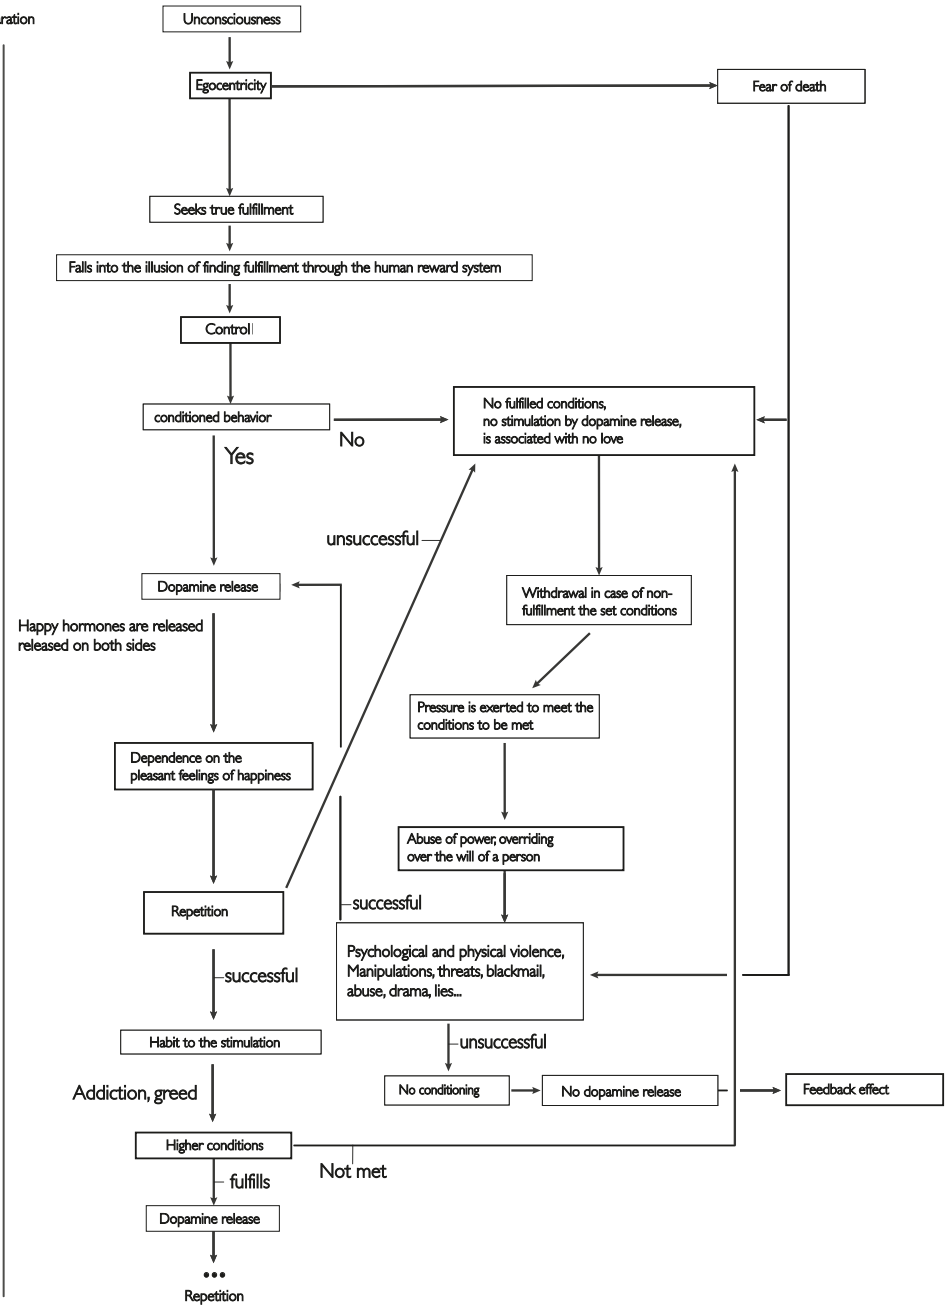 Unconsciousness
Egocentricity
Fear of death
Seeks true fulfillment
Falls into the illusion of finding fulfillment through the human reward system
Control
conditioned behavior
No
Yes
No fulfilled conditions,
no stimulation by dopamine release,
is associated with no love
unsuccessful
Dopamine release
Withdrawal in case of non-
fulfillment the set conditions
Happy hormones are released
released on both sides
Pressure is exerted to meet the
conditions to be met
Dependence on the
pleasant feelings of happiness
Abuse of power, overriding
over the will of a person
Repetition
successful
Psychological and physical violence,
Manipulations, threats, blackmail,
abuse, drama, lies...
successful
Habit to the stimulation
unsuccessful
Addiction, greed
No conditioning
No dopamine release
Feedback effect
Higher conditions
Not met
fulfills
Dopamine release
...
Repetition